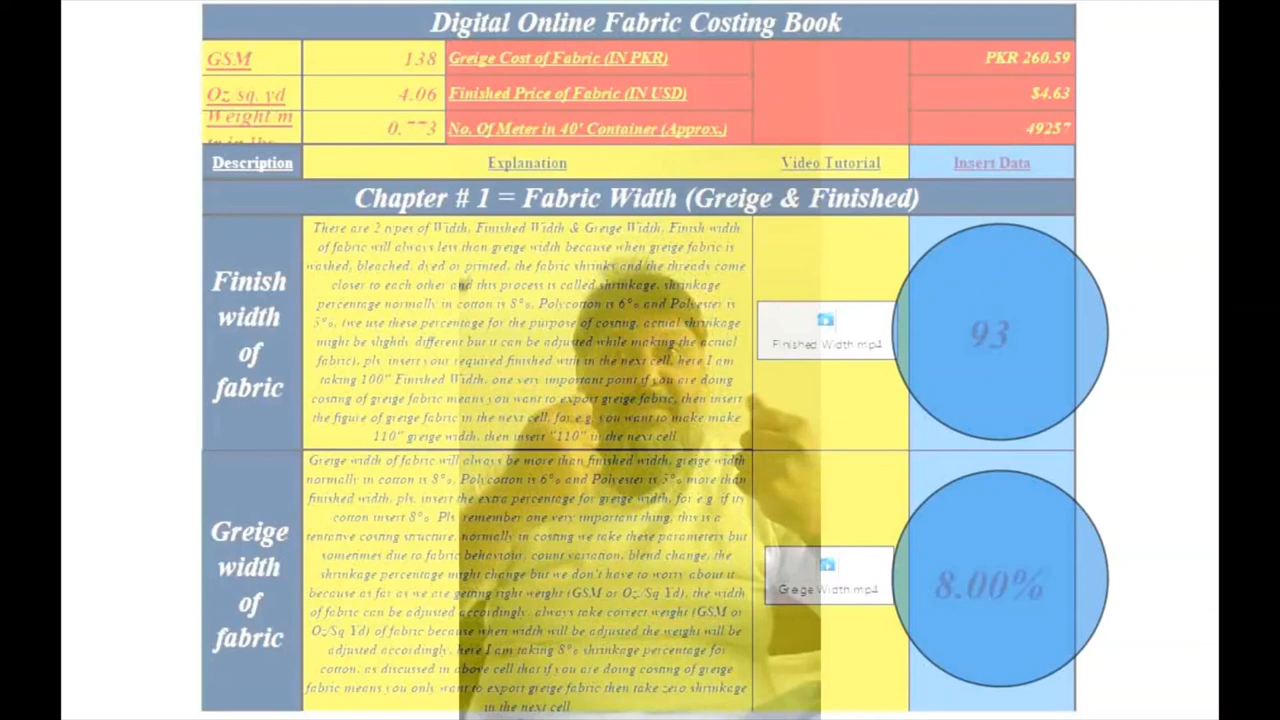 Digital Online Fabric Costing Book
GSM 138 Greige Cost of Fabric (IN PKR) PKR 260.59
Oz/sq. yd 4.06 Finished Price of Fabric (IN USD) $4.63
Weight/m 0.773 No. Of Meter in 40' Container (Approx.) 49257
Description Explanation Video Tutorial Insert Data
Chapter # 1 = Fabric Width (Greige & Finished)
Finish
width
of
fabric
There are 2 types of Width, Finished Width & Greige Width, Finish width
of fabric will always less than greige width because when greige fabric is
washed, bleached, dyed or printed, the fabric shrinks and the threads come
closer to each other and this process is called shrinkage, shrinkage
percentage normally in cotton is 8%, Polycotton is 6% and Polyester is
5%, (we use these percentage for the purpose of costing, actual shrinkage
might be slightly different but it can be adjusted while making the actual
fabric), pls. insert your required finished with in the next cell, here I am
taking 100" Finished Width, one very important point if you are doing
costing of greige fabric means you want to export greige fabric, then insert
the figure of greige fabric in the next cell, for e.g. you want to make make
110" greige width, then insert "110" in the next cell
Finished Width.mp4
93
Greige
width
of
fabric
Greige width of fabric will always be more than finished width, greige width
normally in cotton is 8%, Polycotton is 6% and Polyester is 5% more than
finished width, pls. insert the extra percentage for greige width, for e.g. if its
cotton insert 8%. Pls. remember one very important thing, this is a
tentative costing structure, normally in costing we take these parameters but
sometimes due to fabric behaviour, count variation, blend change, the
shrinkage percentage might change but we don't have to worry about it
because as far as we are getting right weight (GSM or Oz/Sq Yd), the width
of fabric can be adjusted accordingly, always take correct weight (GSM or
Oz/Sq Yd) of fabric because when width will be adjusted the weight will be
adjusted accordingly, here I am taking 8% shrinkage percentage for
cotton, as discussed in above cell that if you are doing costing of greige
fabric means you only want to export greige fabric then take zero shrinkage
in the next cell
Greige Width.mp4
8.00%